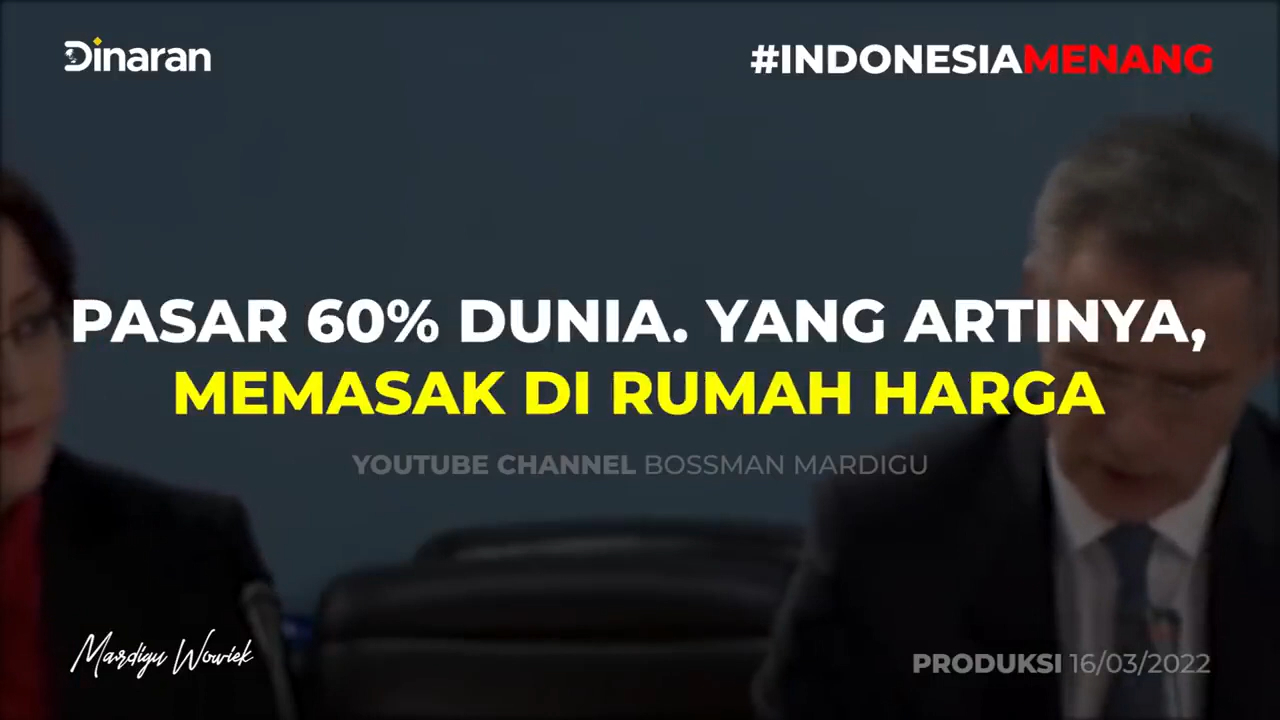 Dinaran
#INDONESIAMENANG
PASAR 60% DUNIA. YANG ARTINYA,
MEMASAK DI RUMAH HARGA
YOUTUBE CHANNEL BOSSMAN MARDIGU
Mardigu Wowiek
PRODUKSI 16/03/2022